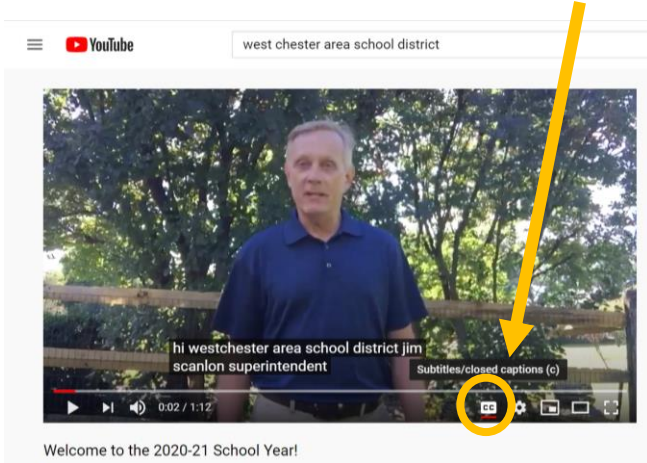 YouTube
west chester area school district
hi westchester area school district jim
scanlon superintendent
Subtitles/closed captions (c)
0:02 / 1:12
CC
Welcome to the 2020-21 School Year!